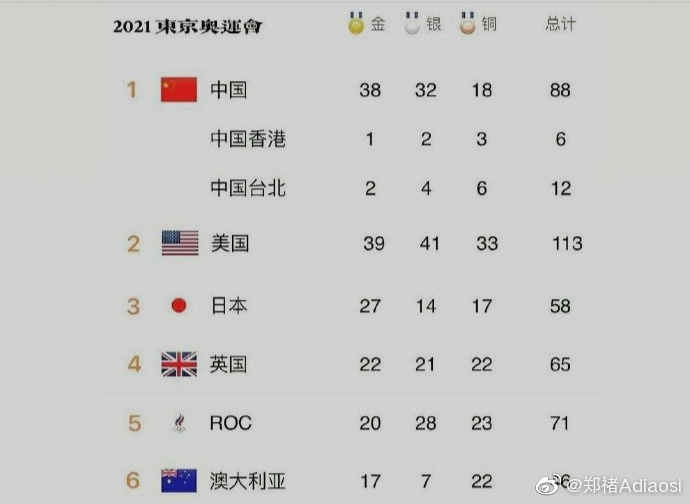 2021 東京奧運會 金 银 铜 总计
1 中国 38 32 18 88
中国香港 1 2 3 6
中国台北 2 4 6 12
2 美国 39 41 33 113
3 日本 27 14 17 58
4 英国 22 21 22 65
5 ROC 20 28 23 71
6 澳大利亚 17 7 22
@郑褚Adiaosi